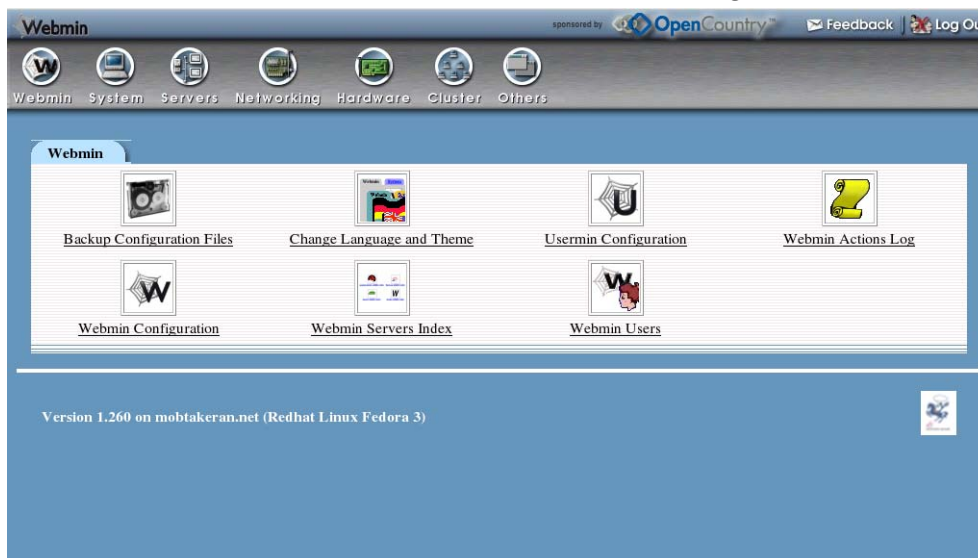 Webmin
sponsored by OpenCountry™
Feedback | Log Ou
Webmin System Servers Networking Hardware Cluster Others
Webmin
Backup Configuration Files
Change Language and Theme
Usermin Configuration
Webmin Actions Log
Webmin Configuration
Webmin Servers Index
Webmin Users
Version 1.260 on mobtakeran.net (Redhat Linux Fedora 3)